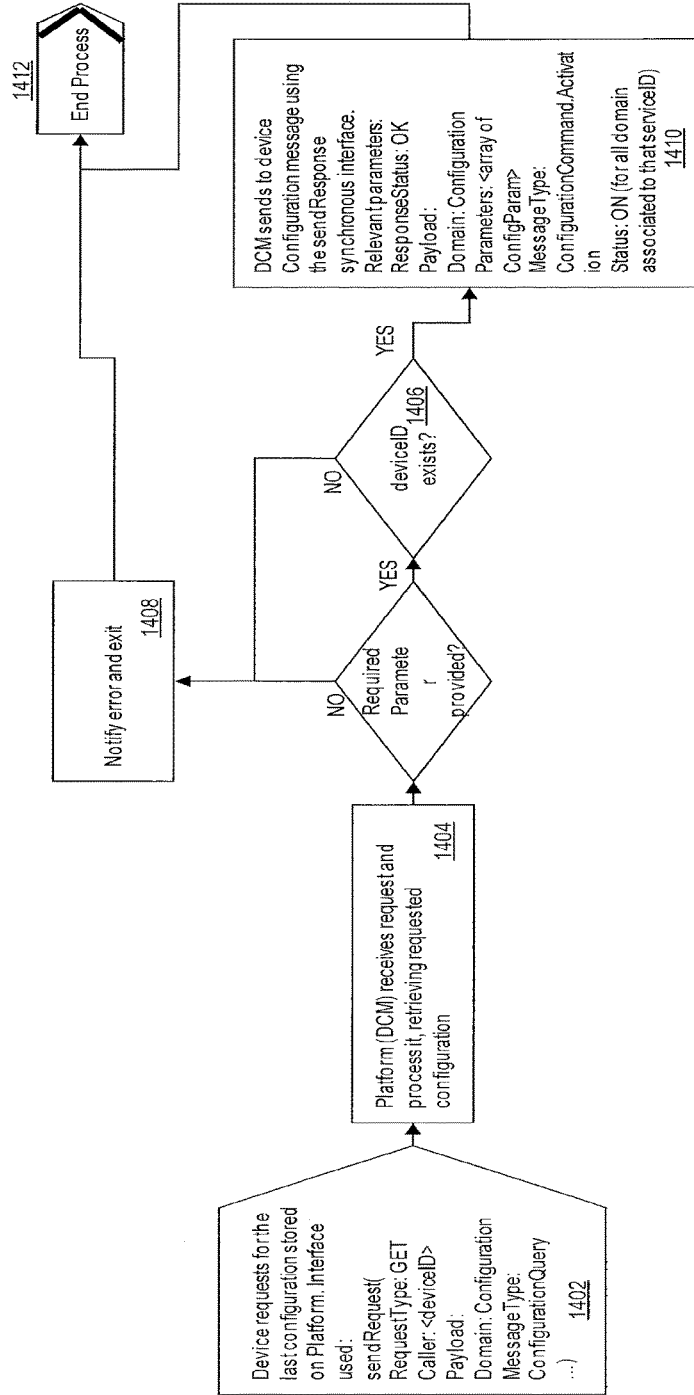 Device requests for the
last configuration stored
on Platform. Interface
used:
sendRequest(
RequestType: GET
Caller: <deviceID>
Payload:
Domain: Configuration
MessageType:
ConfigurationQuery
...)
1402
Platform (DCM) receives request and
process it, retrieving requested
configuration
1404
Required
Paramete
r
provided?
NO
YES
deviceID
exists?
1406
NO
YES
Notify error and exit
1408
DCM sends to device
Configuration message using
the sendResponse
synchronous interface.
Relevant parameters:
ResponseStatus: OK
Payload:
Domain: Configuration
Parameters: <array of
ConfigParam>
MessageType:
ConfigurationCommand.Activat
ion
Status: ON (for all domain
associated to that serviceID)
1410
End Process
1412